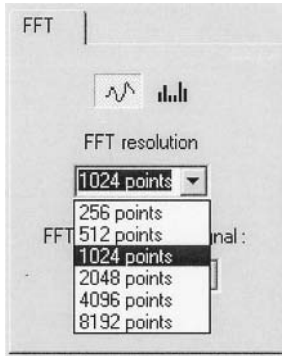 FFT
FFT resolution
1024 points
256 points
FFT 512 points nal :
1024 points
2048 points
4096 points
8192 points